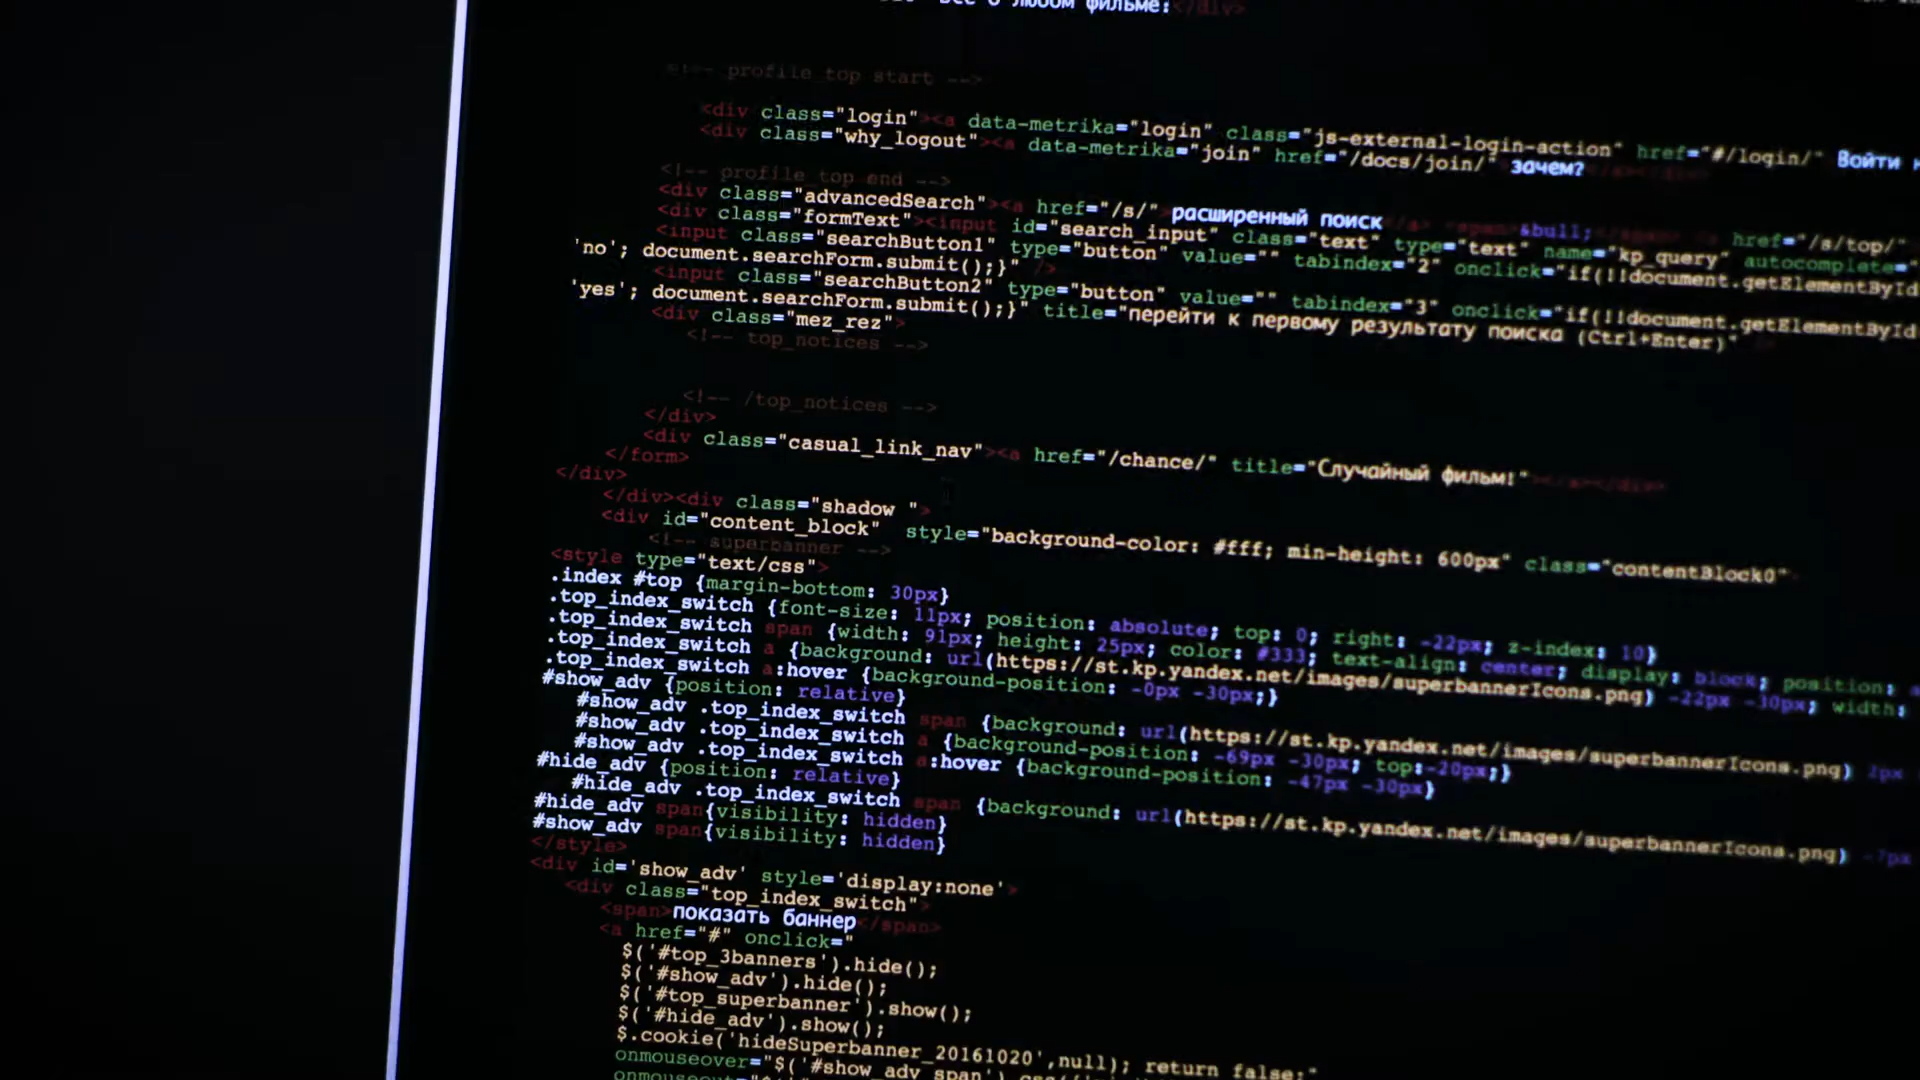 все о любом фильме:</div>
<!-- profile_top start -->
<div class="login"><a data-metrika="login" class="js-external-login-action" href="#/login/" Войти
<div class="why_logout"><a data-metrika="join" href="/docs/join/" зачем?
<!-- profile_top end -->
<div class="advancedSearch"><a href="/s/" расширенный поиск </a> <span>&bull;</span> href="/s/top/"
<div class="formText"><input id="search_input" class="text" type="text" name="kp_query" autocomplete="
<input class="searchButton1" type="button" value="" tabindex="2" onclick="if(!!document.getElementById
'no'; document.searchForm.submit();}" />
<input class="searchButton2" type="button" value="" tabindex="3" onclick="if(!!document.getElementById
'yes'; document.searchForm.submit();}" title="перейти к первому результату поиска (Ctrl+Enter)"
<div class="mez_rez">
<!-- top_notices -->
<!-- /top_notices -->
</div>
<div class="casual_link_nav"><a href="/chance/" title="Случайный фильм!"></a></div>
</form>
</div>
</div><div class="shadow ">
<div id="content_block" style="background-color: #fff; min-height: 600px" class="contentBlock0">
<!-- superbanner -->
<style type="text/css">
.index #top {margin-bottom: 30px}
.top_index_switch {font-size: 11px; position: absolute; top: 0; right: -22px; z-index: 10}
.top_index_switch span {width: 91px; height: 25px; color: #333; text-align: center; display: block; position:
.top_index_switch a {background: url(https://st.kp.yandex.net/images/superbannerIcons.png) -22px -30px; width:
.top_index_switch a:hover {background-position: -0px -30px;}
#show_adv {position: relative}
#show_adv .top_index_switch span {background: url(https://st.kp.yandex.net/images/superbannerIcons.png) 2px
#show_adv .top_index_switch a {background-position: -69px -30px; top:-20px;}
#show_adv .top_index_switch a:hover {background-position: -47px -30px}
#hide_adv {position: relative}
#hide_adv .top_index_switch span {background: url(https://st.kp.yandex.net/images/superbannerIcons.png) -7px
#hide_adv span{visibility: hidden}
#show_adv span{visibility: hidden}
</style>
<div id='show_adv' style='display:none'>
<div class="top_index_switch">
<span>показать баннер</span>
<a href="#" onclick="
$('#top_3banners').hide();
$('#show_adv').hide();
$('#top_superbanner').show();
$('#hide_adv').show();
$.cookie('hideSuperbanner_20161020',null); return false;"
onmouseover="$('#show_adv span')